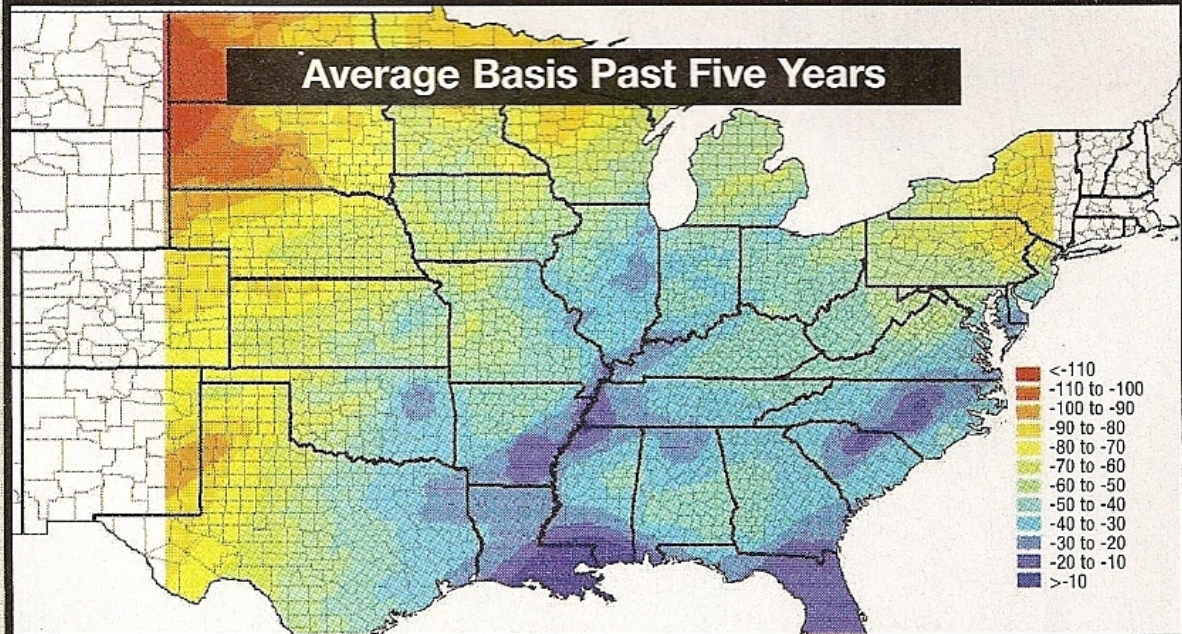 Average Basis Past Five Years
<-110
-110 to -100
-100 to -90
-90 to -80
-80 to -70
-70 to -60
-60 to -50
-50 to -40
-40 to -30
-30 to -20
-20 to -10
>-10